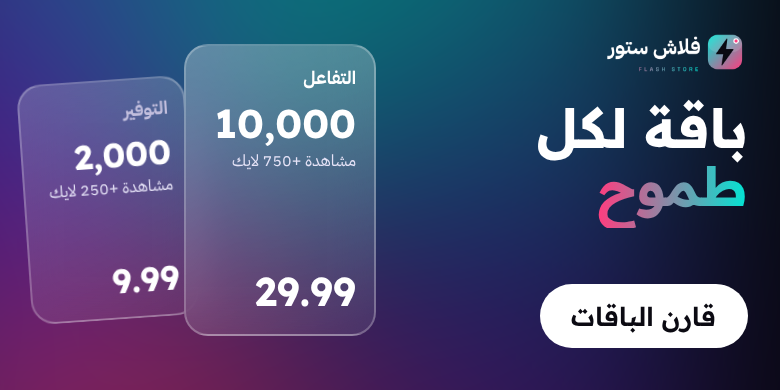 فلاش ستور
FLASH STORE
باقة لكل
طموح
قارن الباقات
التفاعل
10,000
مشاهدة +750 لايك
29.99
التوفير
2,000
مشاهدة +250 لايك
9.99